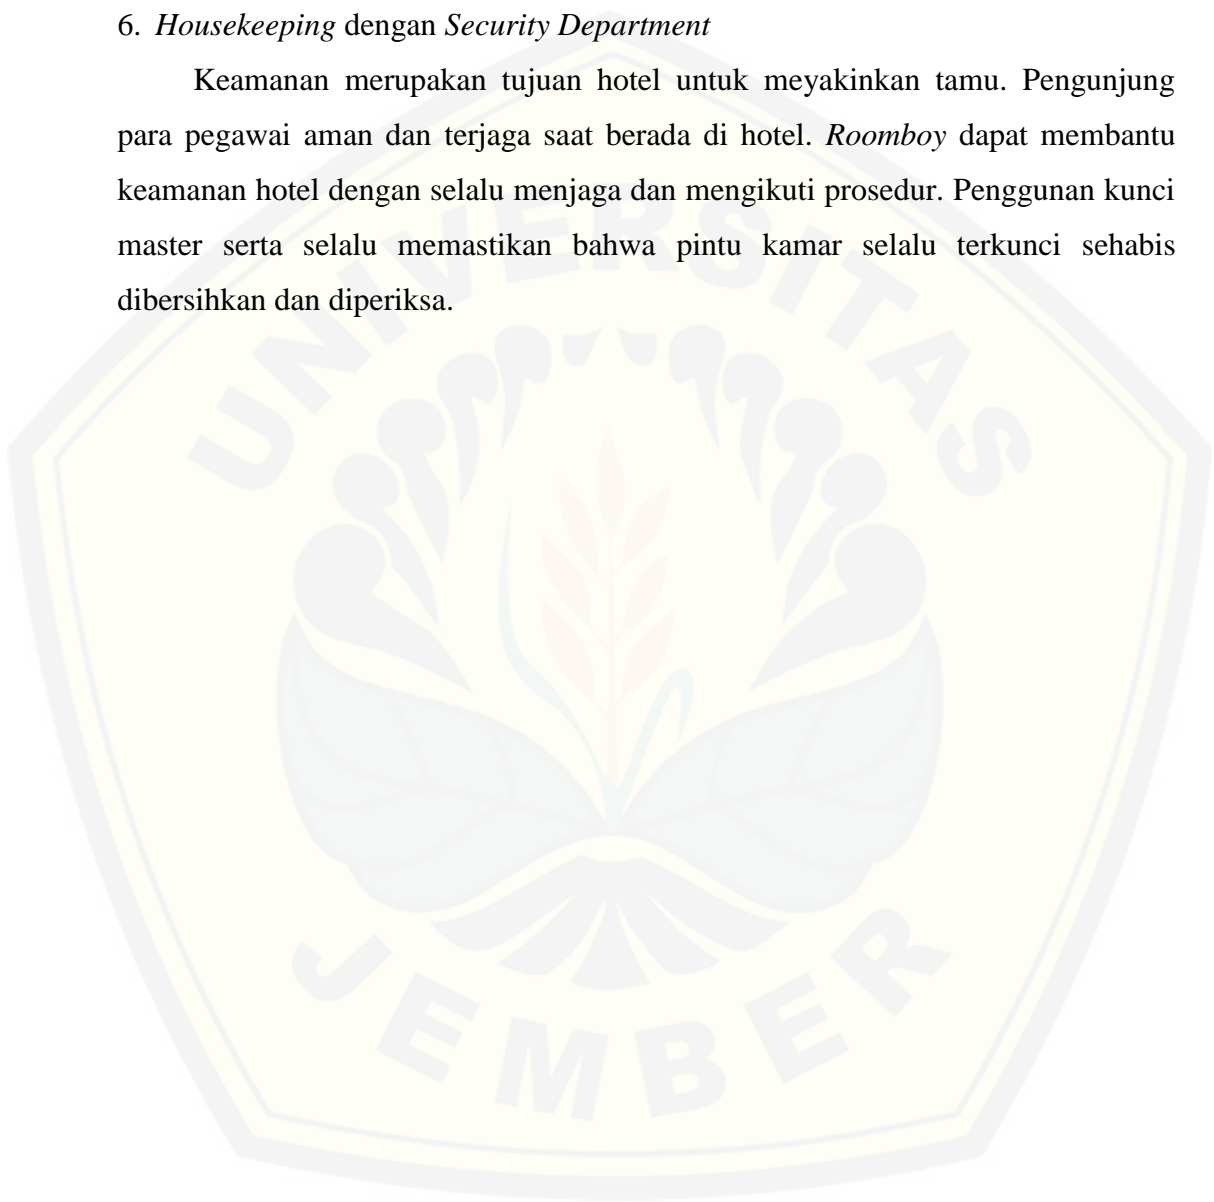 6. Housekeeping dengan Security Department
Keamanan merupakan tujuan hotel untuk meyakinkan tamu. Pengunjung
para pegawai aman dan terjaga saat berada di hotel. Roomboy dapat membantu
keamanan hotel dengan selalu menjaga dan mengikuti prosedur. Penggunan kunci
master serta selalu memastikan bahwa pintu kamar selalu terkunci sehabis
dibersihkan dan diperiksa.
UNIVERSITAS
JEMBER